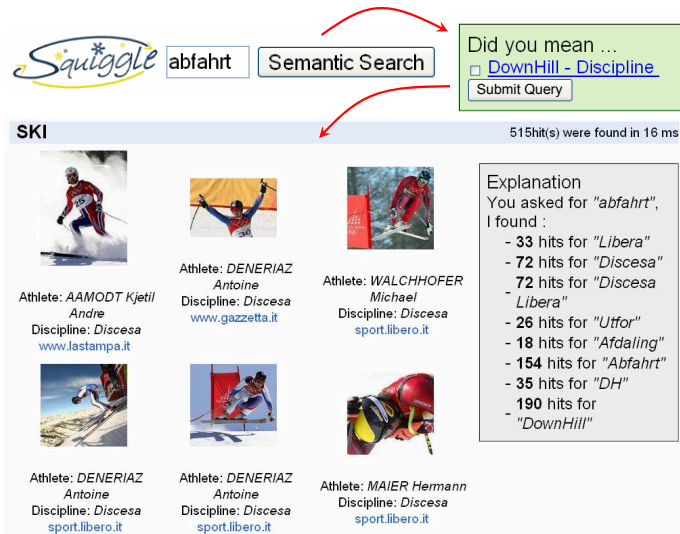 Squiggle
abfahrt
Semantic Search
Did you mean ...
DownHill - Discipline
Submit Query
SKI
515hit(s) were found in 16 ms
Athlete: AAMODT Kjetil
Andre
Discipline: Discesa
www.lastampa.it
Athlete: DENERIAZ
Antoine
Discipline: Discesa
www.gazzetta.it
Athlete: WALCHHOFER
Michael
Discipline: Discesa
sport.libero.it
Athlete: DENERIAZ
Antoine
Discipline: Discesa
sport.libero.it
Athlete: DENERIAZ
Antoine
Discipline: Discesa
sport.libero.it
Athlete: MAIER Hermann
Discipline: Discesa
sport.libero.it
Explanation
You asked for "abfahrt",
I found :
- 33 hits for "Libera"
- 72 hits for "Discesa"
- 72 hits for "Discesa
Libera"
- 26 hits for "Utfor"
- 18 hits for "Afdaling"
- 154 hits for "Abfahrt"
- 35 hits for "DH"
- 190 hits for
"DownHill"